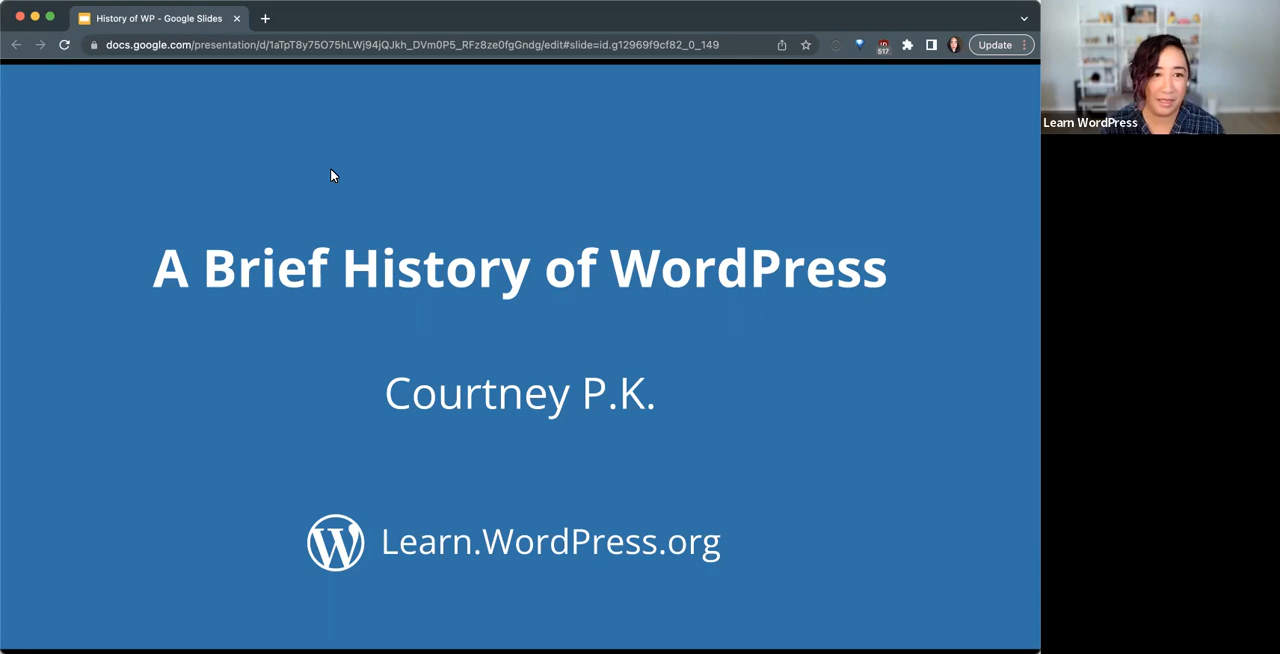 History of WP - Google Slides
docs.google.com/presentation/d/1aTpT8y75O75hLWj94jQJkh_DVm0P5_RFz8ze0fgGndg/edit#slide=id.g12969f9cf82_0_149
517
Update
Learn WordPress
A Brief History of WordPress
Courtney P.K.
Learn.WordPress.org